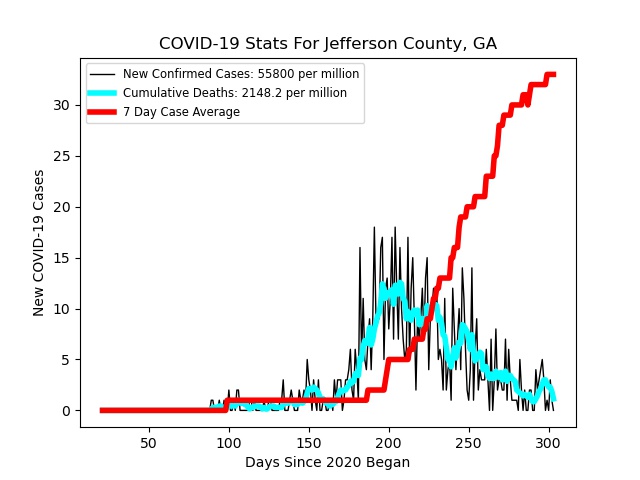 COVID-19 Stats For Jefferson County, GA
New Confirmed Cases: 55800 per million
Cumulative Deaths: 2148.2 per million
7 Day Case Average
New COVID-19 Cases
30
25
20
15
10
5
0
50 100 150 200 250 300
Days Since 2020 Began